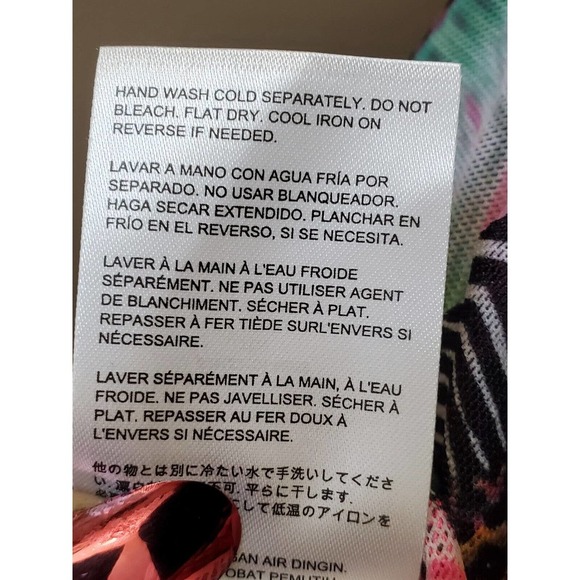 HAND WASH COLD SEPARATELY. DO NOT
BLEACH. FLAT DRY. COOL IRON ON
REVERSE IF NEEDED.
LAVAR A MANO CON AGUA FRÍA POR
SEPARADO. NO USAR BLANQUEADOR.
HAGA SECAR EXTENDIDO. PLANCHAR EN
FRÍO EN EL REVERSO, SI SE NECESITA.
LAVER À LA MAIN À L'EAU FROIDE
SÉPARÉMENT. NE PAS UTILISER AGENT
DE BLANCHIMENT. SÉCHER À PLAT.
REPASSER À FER TIÈDE SURL'ENVERS SI
NÉCESSAIRE.
LAVER SÉPARÉMENT À LA MAIN, À L'EAU
FROIDE. NE PAS JAVELLISER. SÉCHER À
PLAT. REPASSER AU FER DOUX À
L'ENVERS SI NÉCESSAIRE.
他の物とは別に冷たい水で手洗いしてくださ
い. 不可. 平らに干します.
して低温のアイロンを
AIR DINGIN.